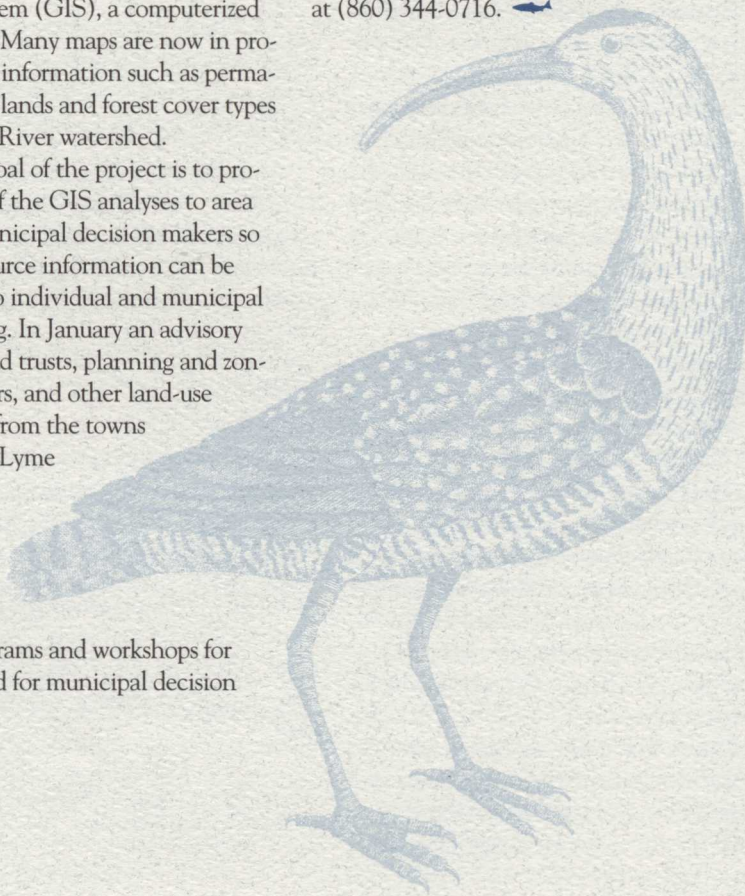 em (GIS), a computerized
Many maps are now in pro-
information such as perma-
lands and forest cover types
River watershed.
oal of the project is to pro-
f the GIS analyses to area
nicipal decision makers so
urce information can be
o individual and municipal
g. In January an advisory
d trusts, planning and zon-
rs, and other land-use
from the towns
Lyme
rams and workshops for
d for municipal decision
at (860) 344-0716.